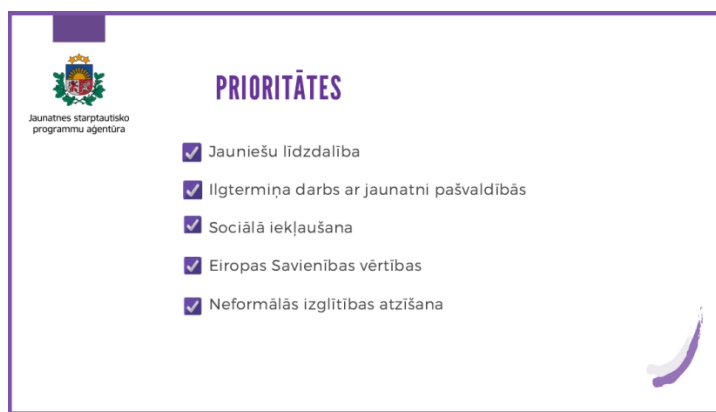 Jaunatnes starptautisko
programmu aģentūra
PRIORITĀTES
Jauniešu līdzdalība
Ilgtermiņa darbs ar jaunatni pašvaldībās
Sociālā iekļaušana
Eiropas Savienības vērtības
Neformālās izglītības atzīšana